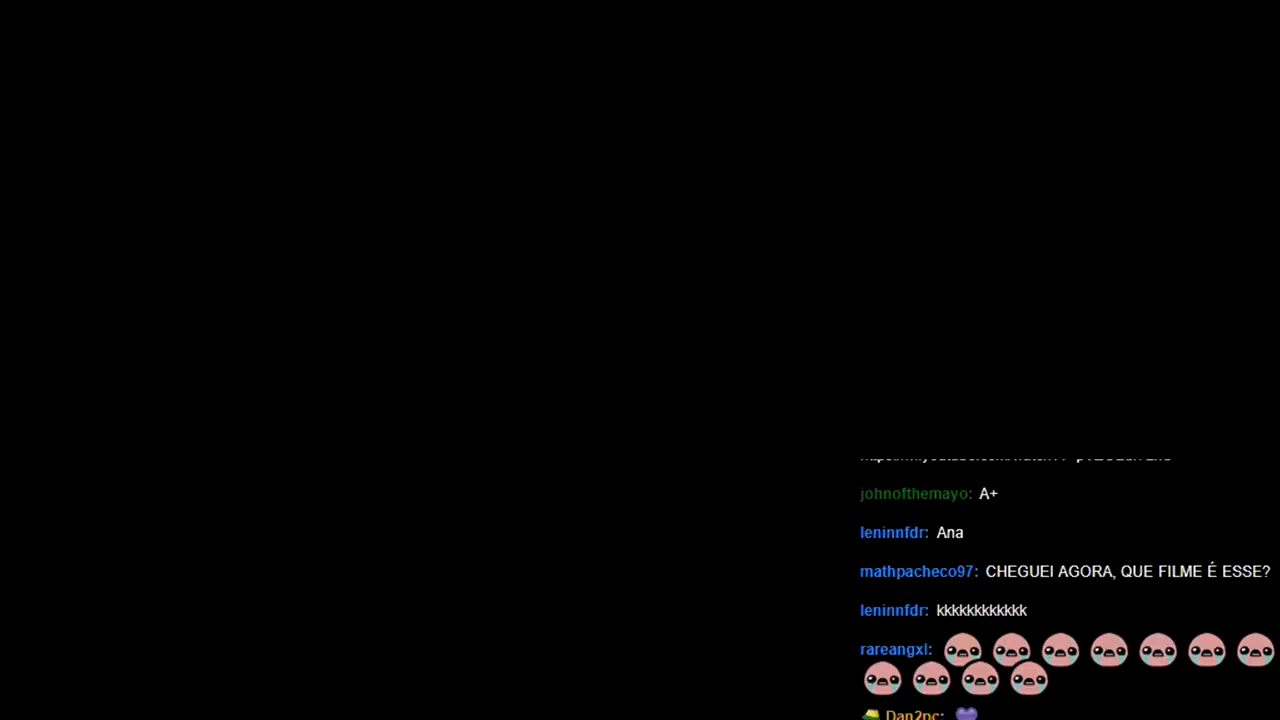 johnofthemayo: A+
leninnfdr: Ana
mathpacheco97: CHEGUEI AGORA, QUE FILME É ESSE?
leninnfdr: kkkkkkkkkkkk
rareangxl:
Dan2pc: